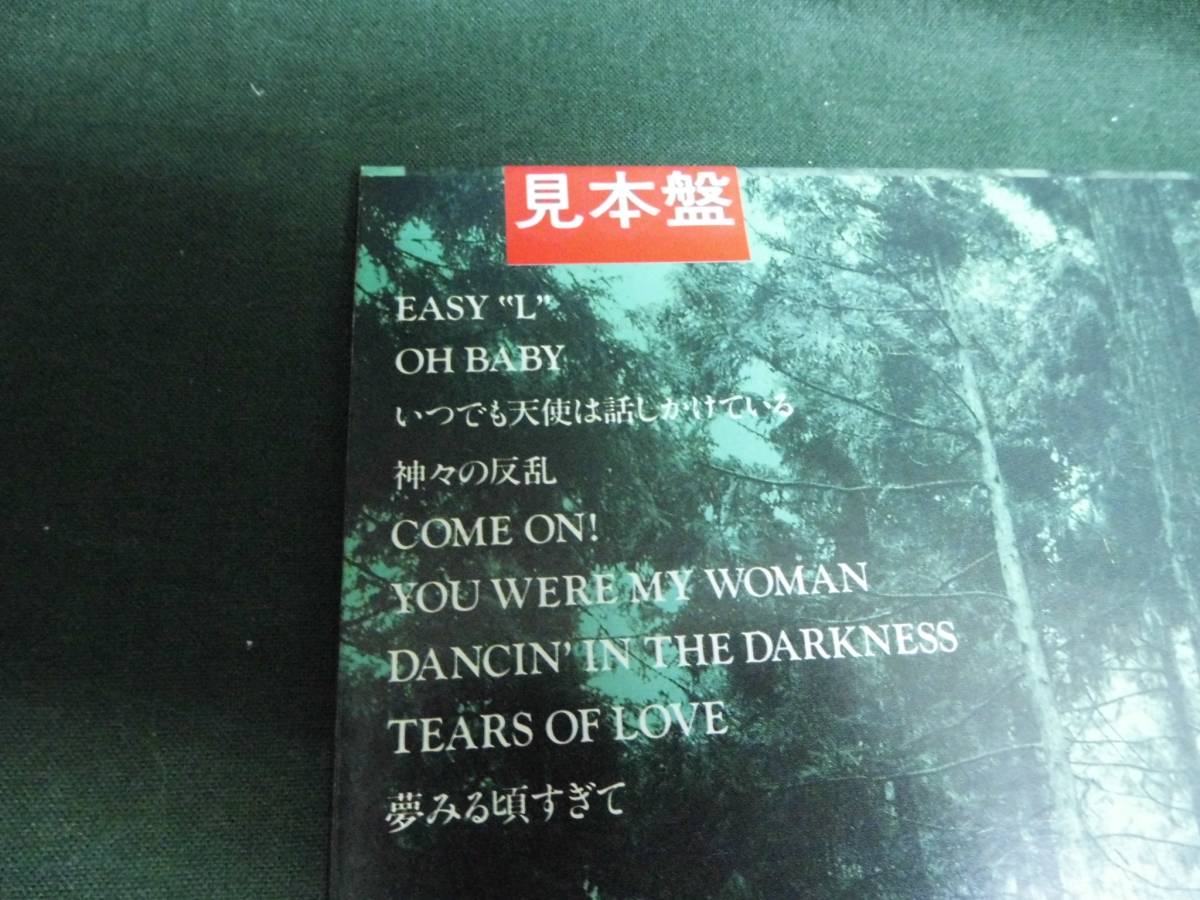 見本盤
EASY “L”
OH BABY
いつでも天使は話しかけている
神々の反乱
COME ON!
YOU WERE MY WOMAN
DANCIN’ IN THE DARKNESS
TEARS OF LOVE
夢みる頃すぎて